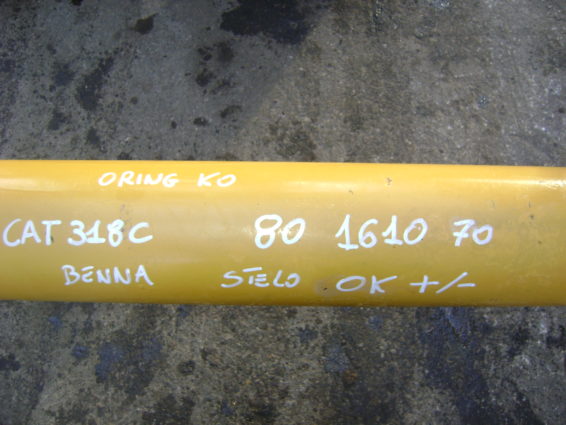 ORING KO
CAT 318C 80 1610 70
BENNA STELO OK +/-